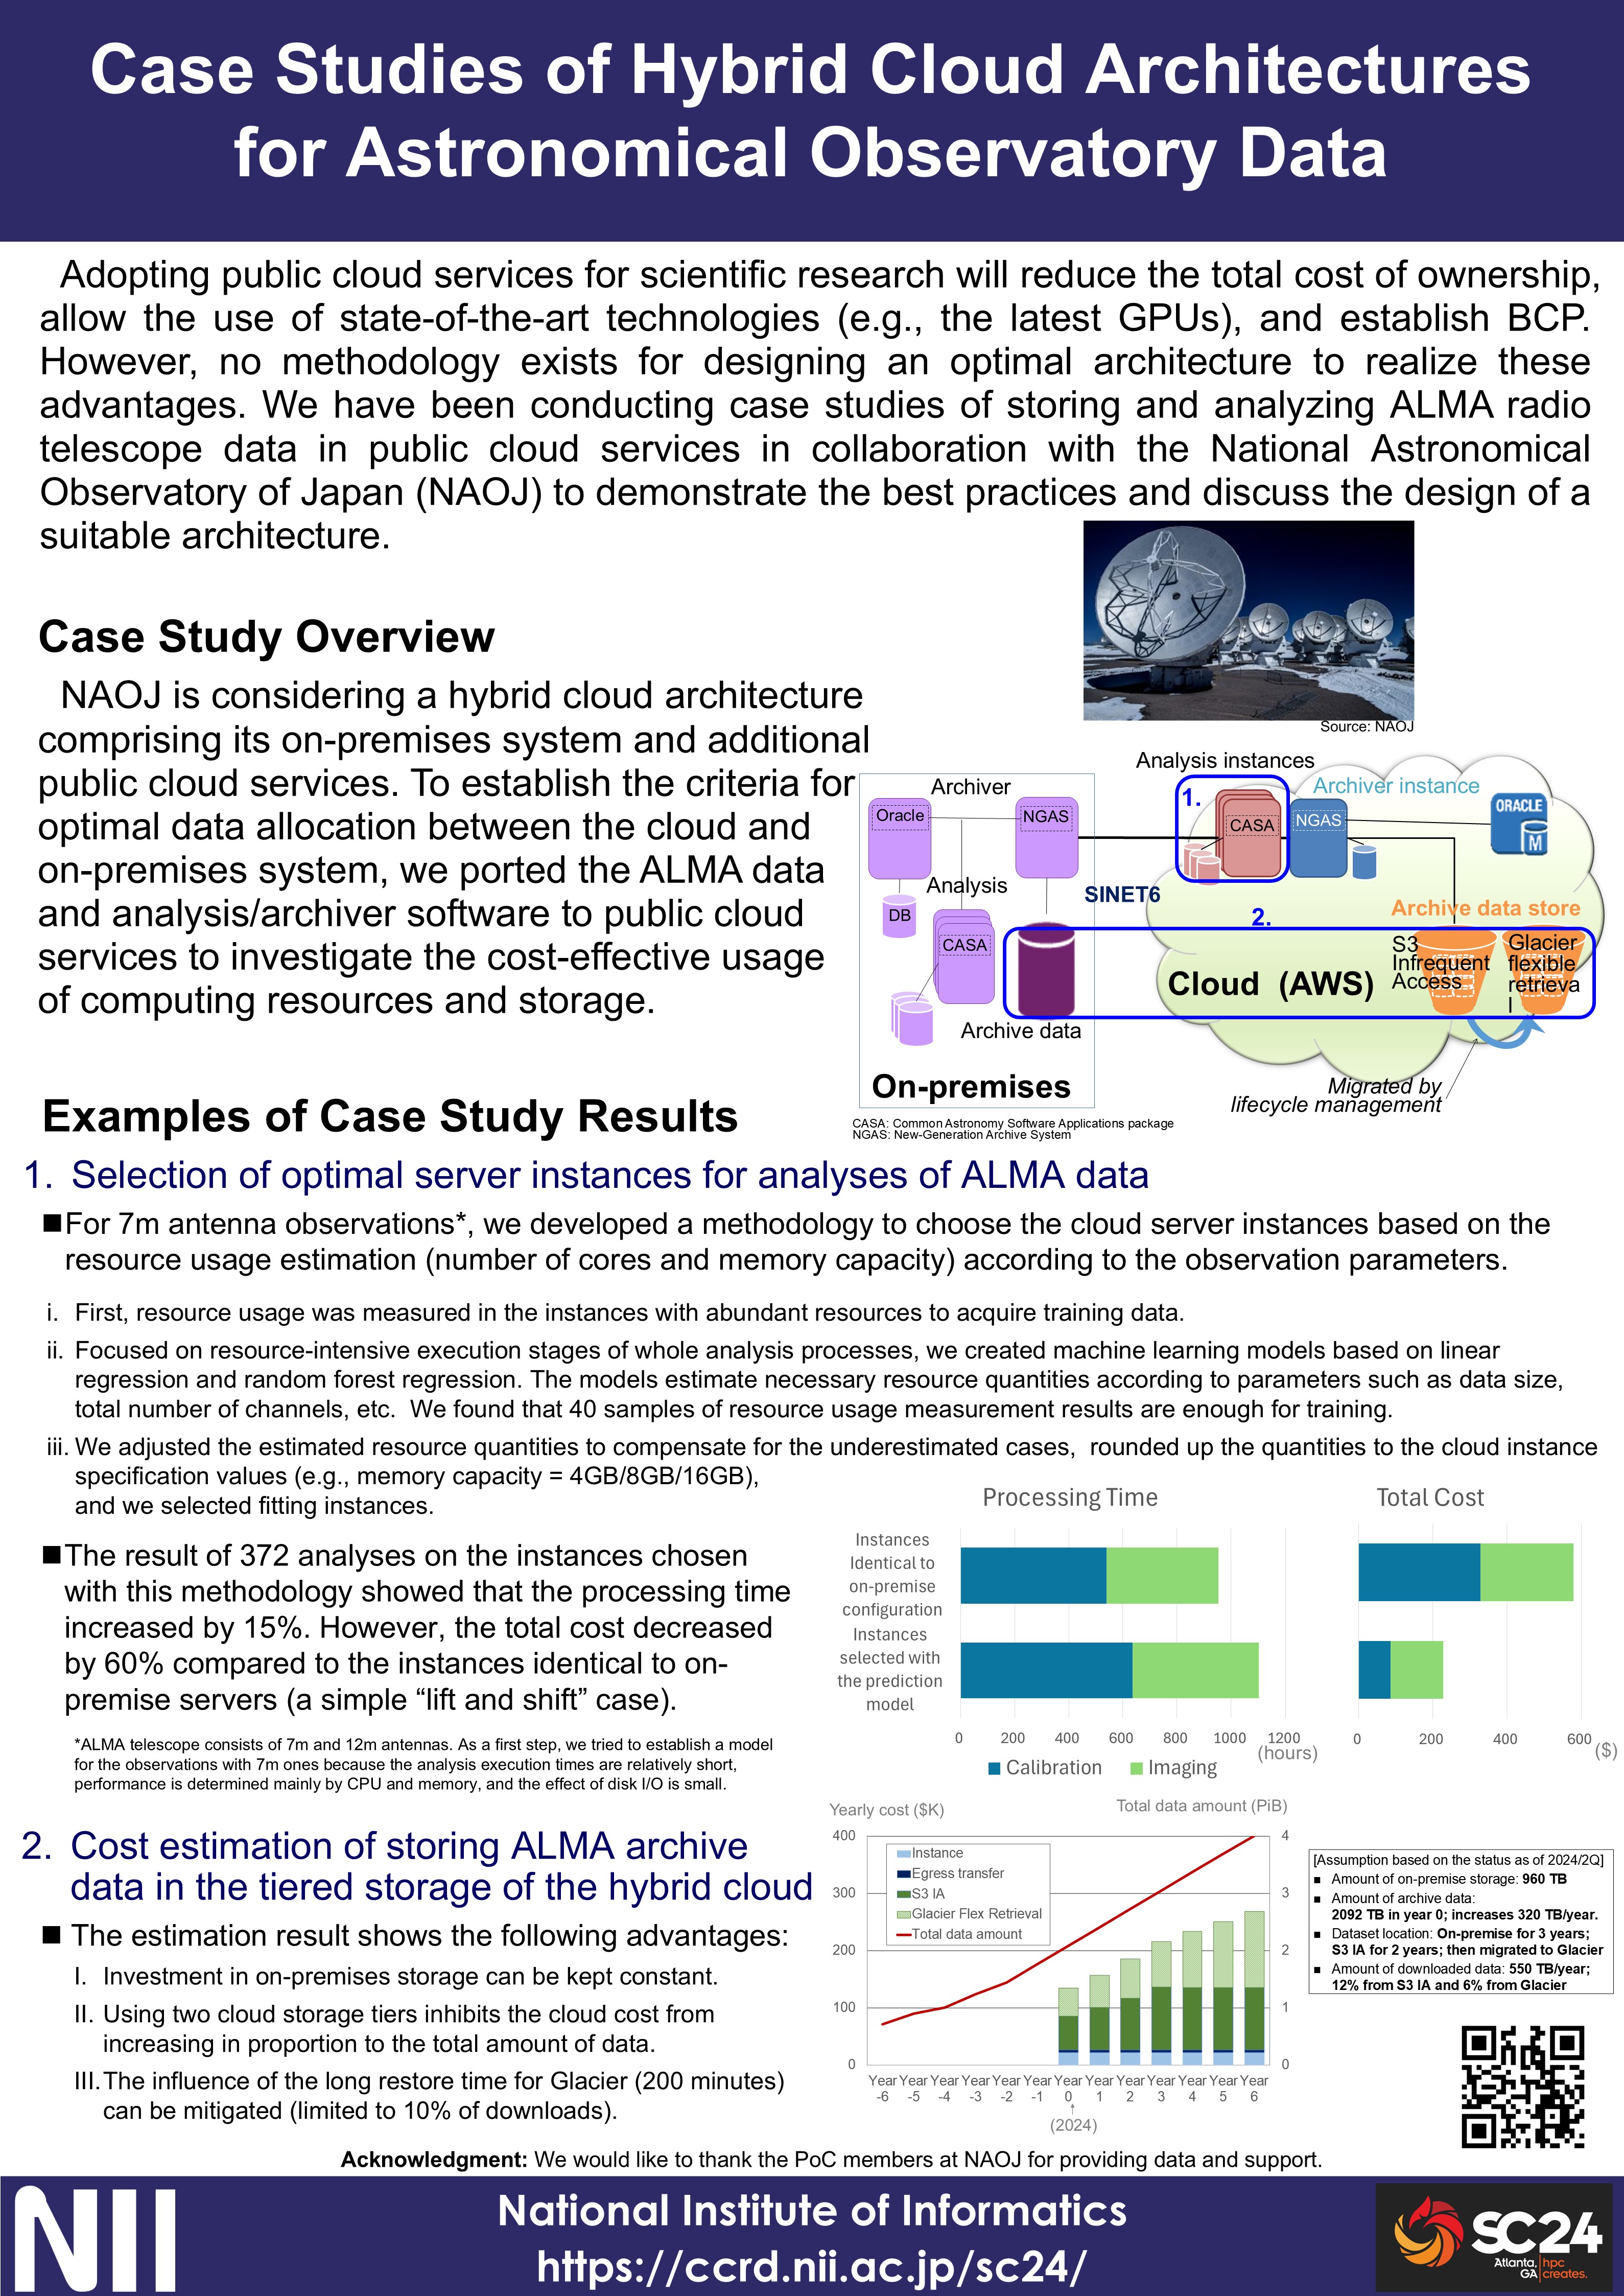 Case Studies of Hybrid Cloud Architectures
for Astronomical Observatory Data
Adopting public cloud services for scientific research will reduce the total cost of ownership,
allow the use of state-of-the-art technologies (e.g., the latest GPUs), and establish BCP.
However, no methodology exists for designing an optimal architecture to realize these
advantages. We have been conducting case studies of storing and analyzing ALMA radio
telescope data in public cloud services in collaboration with the National Astronomical
Observatory of Japan (NAOJ) to demonstrate the best practices and discuss the design of a
suitable architecture.
Source: NAOJ
Case Study Overview
NAOJ is considering a hybrid cloud architecture
comprising its on-premises system and additional
public cloud services. To establish the criteria for
optimal data allocation between the cloud and
on-premises system, we ported the ALMA data
and analysis/archiver software to public cloud
services to investigate the cost-effective usage
of computing resources and storage.
Archiver
Oracle
NGAS
DB
Analysis
CASA
Archive data
On-premises
SINET6
Analysis instances
1.
CASA
Archiver instance
NGAS
ORACLE
M
2.
Archive data store
Cloud (AWS)
S3
Infrequent
Access
Glacier
flexible
retrieva
l
Migrated by
lifecycle management
CASA: Common Astronomy Software Applications package
NGAS: New-Generation Archive System
Examples of Case Study Results
1. Selection of optimal server instances for analyses of ALMA data
■For 7m antenna observations*, we developed a methodology to choose the cloud server instances based on the
resource usage estimation (number of cores and memory capacity) according to the observation parameters.
i. First, resource usage was measured in the instances with abundant resources to acquire training data.
ii. Focused on resource-intensive execution stages of whole analysis processes, we created machine learning models based on linear
regression and random forest regression. The models estimate necessary resource quantities according to parameters such as data size,
total number of channels, etc. We found that 40 samples of resource usage measurement results are enough for training.
iii. We adjusted the estimated resource quantities to compensate for the underestimated cases, rounded up the quantities to the cloud instance
specification values (e.g., memory capacity = 4GB/8GB/16GB),
and we selected fitting instances.
■The result of 372 analyses on the instances chosen
with this methodology showed that the processing time
increased by 15%. However, the total cost decreased
by 60% compared to the instances identical to on-
premise servers (a simple “lift and shift” case).
*ALMA telescope consists of 7m and 12m antennas. As a first step, we tried to establish a model
for the observations with 7m ones because the analysis execution times are relatively short,
performance is determined mainly by CPU and memory, and the effect of disk I/O is small.
Processing Time
Total Cost
Instances
Identical to
on-premise
configuration
Instances
selected with
the prediction
model
0 200 400 600 800 1000 1200
(hours)
0 200 400 600
($)
Calibration Imaging
2. Cost estimation of storing ALMA archive
data in the tiered storage of the hybrid cloud
■ The estimation result shows the following advantages:
I. Investment in on-premises storage can be kept constant.
II. Using two cloud storage tiers inhibits the cloud cost from
increasing in proportion to the total amount of data.
III. The influence of the long restore time for Glacier (200 minutes)
can be mitigated (limited to 10% of downloads).
Yearly cost ($K)
Total data amount (PiB)
400
300
200
100
0
4
3
2
1
0
Instance
Egress transfer
S3 IA
Glacier Flex Retrieval
Total data amount
Year Year Year Year Year Year Year Year Year Year Year Year Year
-6 -5 -4 -3 -2 -1 0 1 2 3 4 5 6
(2024)
[Assumption based on the status as of 2024/2Q]
■ Amount of on-premise storage: 960 TB
■ Amount of archive data:
2092 TB in year 0; increases 320 TB/year.
■ Dataset location: On-premise for 3 years;
S3 IA for 2 years; then migrated to Glacier
■ Amount of downloaded data: 550 TB/year;
12% from S3 IA and 6% from Glacier
Acknowledgment: We would like to thank the PoC members at NAOJ for providing data and support.
NII
National Institute of Informatics
https://ccrd.nii.ac.jp/sc24/
SC24
Atlanta, hpc
GA creates.